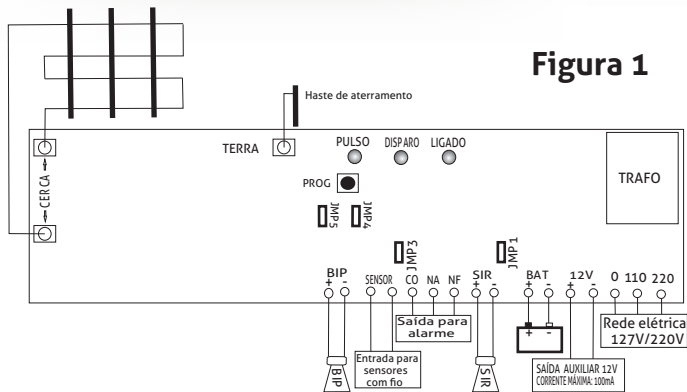 Figura 1
Haste de aterramento
TERRA
PULSO DISPARO LIGADO
TRAFO
CERCA
PROG
JMP5 JMP4
JMP3 JMP1
BIP SENSOR CO NA NF SIR BAT 12V 0 110 220
+ - + - + - + -
Saída para
alarme
Rede elétrica
127V/220V
+ -
BIP
Entrada para
sensores
com fio
SIR
SAÍDA AUXILIAR 12V
CORRENTE MÁXIMA: 100mA